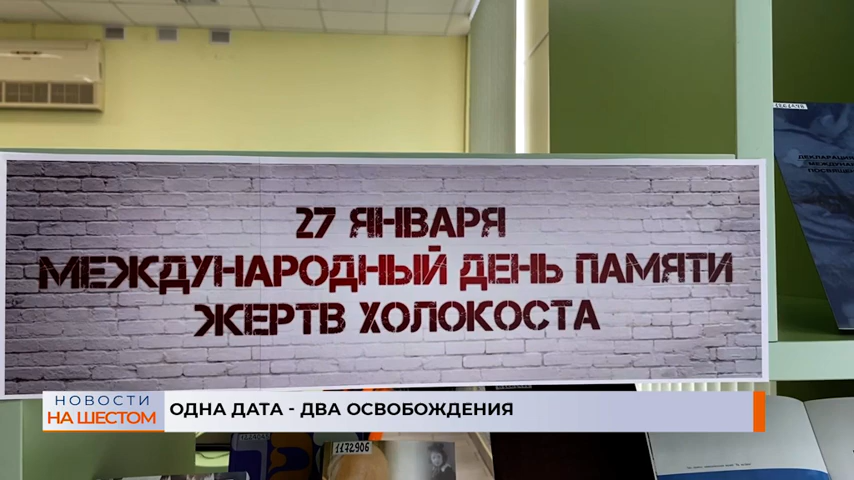 27 ЯНВАРЯ
МЕЖДУНАРОДНЫЙ ДЕНЬ ПАМЯТИ
ЖЕРТВ ХОЛОКОСТА
НОВОСТИ
НА ШЕСТОМ
ОДНА ДАТА - ДВА ОСВОБОЖДЕНИЯ
1172906